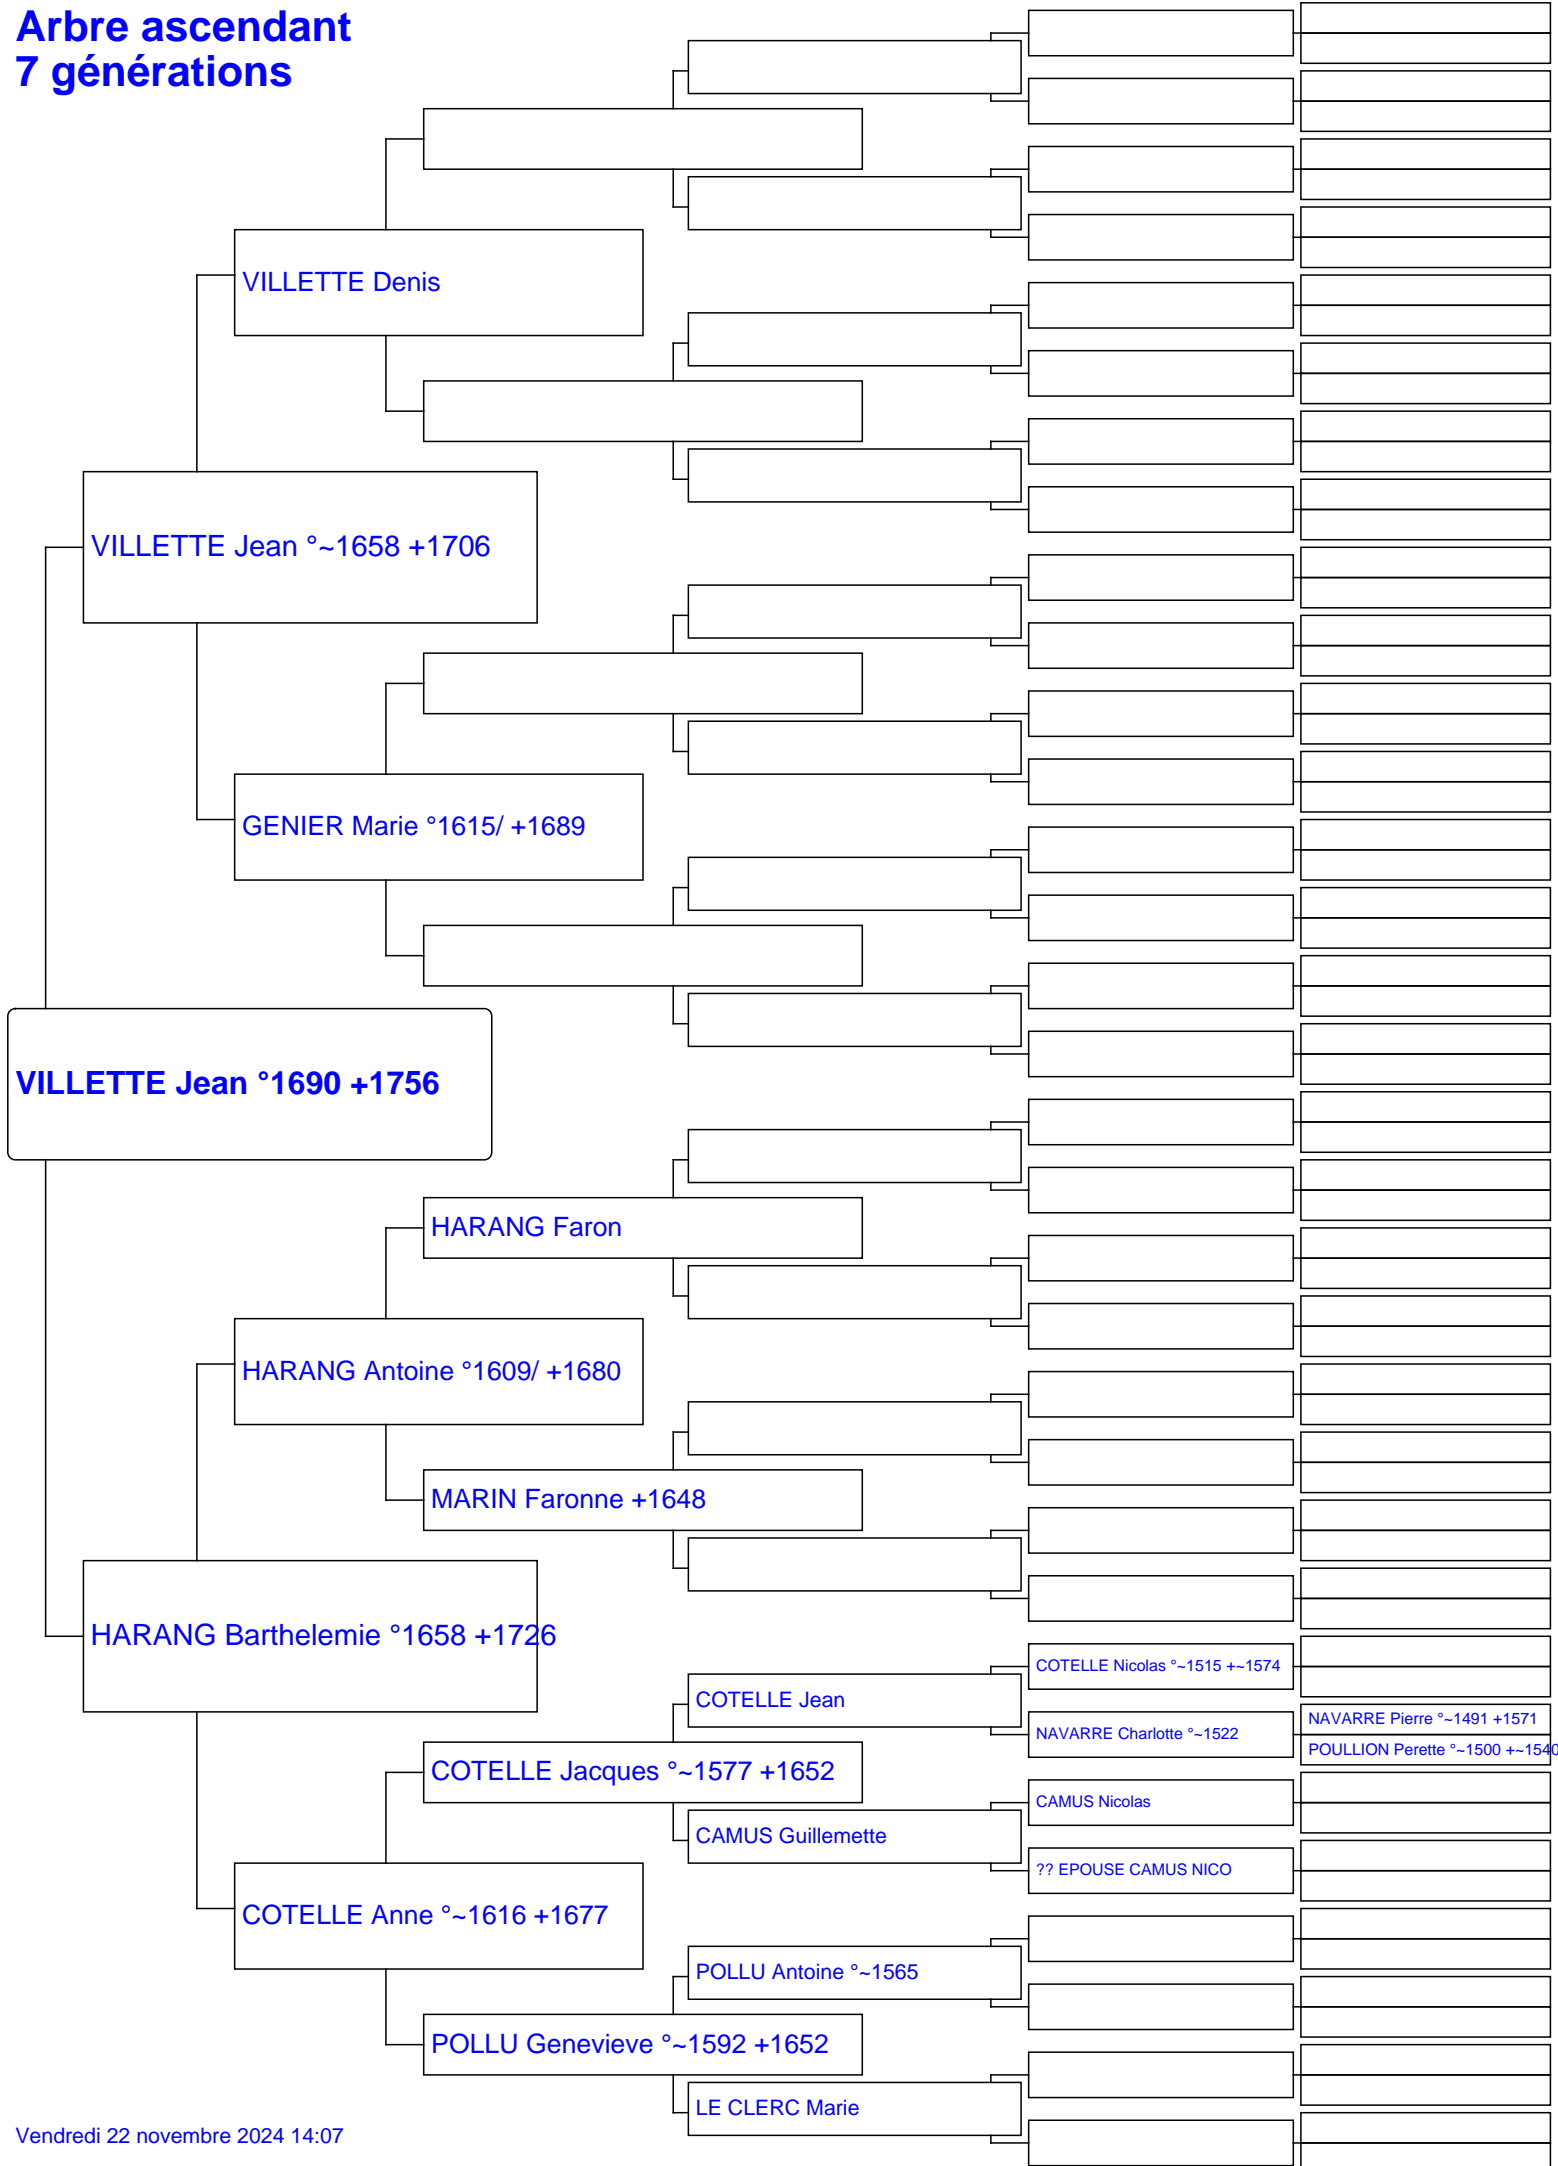 Arbre ascendant
7 générations
VILLETTE Denis
VILLETTE Jean °~1658 +1706
GENIER Marie °1615/ +1689
VILLETTE Jean °1690 +1756
HARANG Faron
HARANG Antoine °1609/ +1680
MARIN Faronne +1648
HARANG Barthelemie °1658 +1726
COTELLE Nicolas °~1515 +~1574
COTELLE Jean
NAVARRE Pierre °~1491 +1571
NAVARRE Charlotte °~1522
POULLION Perette °~1500 +~1540
COTELLE Jacques °~1577 +1652
CAMUS Nicolas
CAMUS Guillemette
?? EPOUSE CAMUS NICO
COTELLE Anne °~1616 +1677
POLLU Antoine °~1565
POLLU Genevieve °~1592 +1652
LE CLERC Marie
Vendredi 22 novembre 2024 14:07